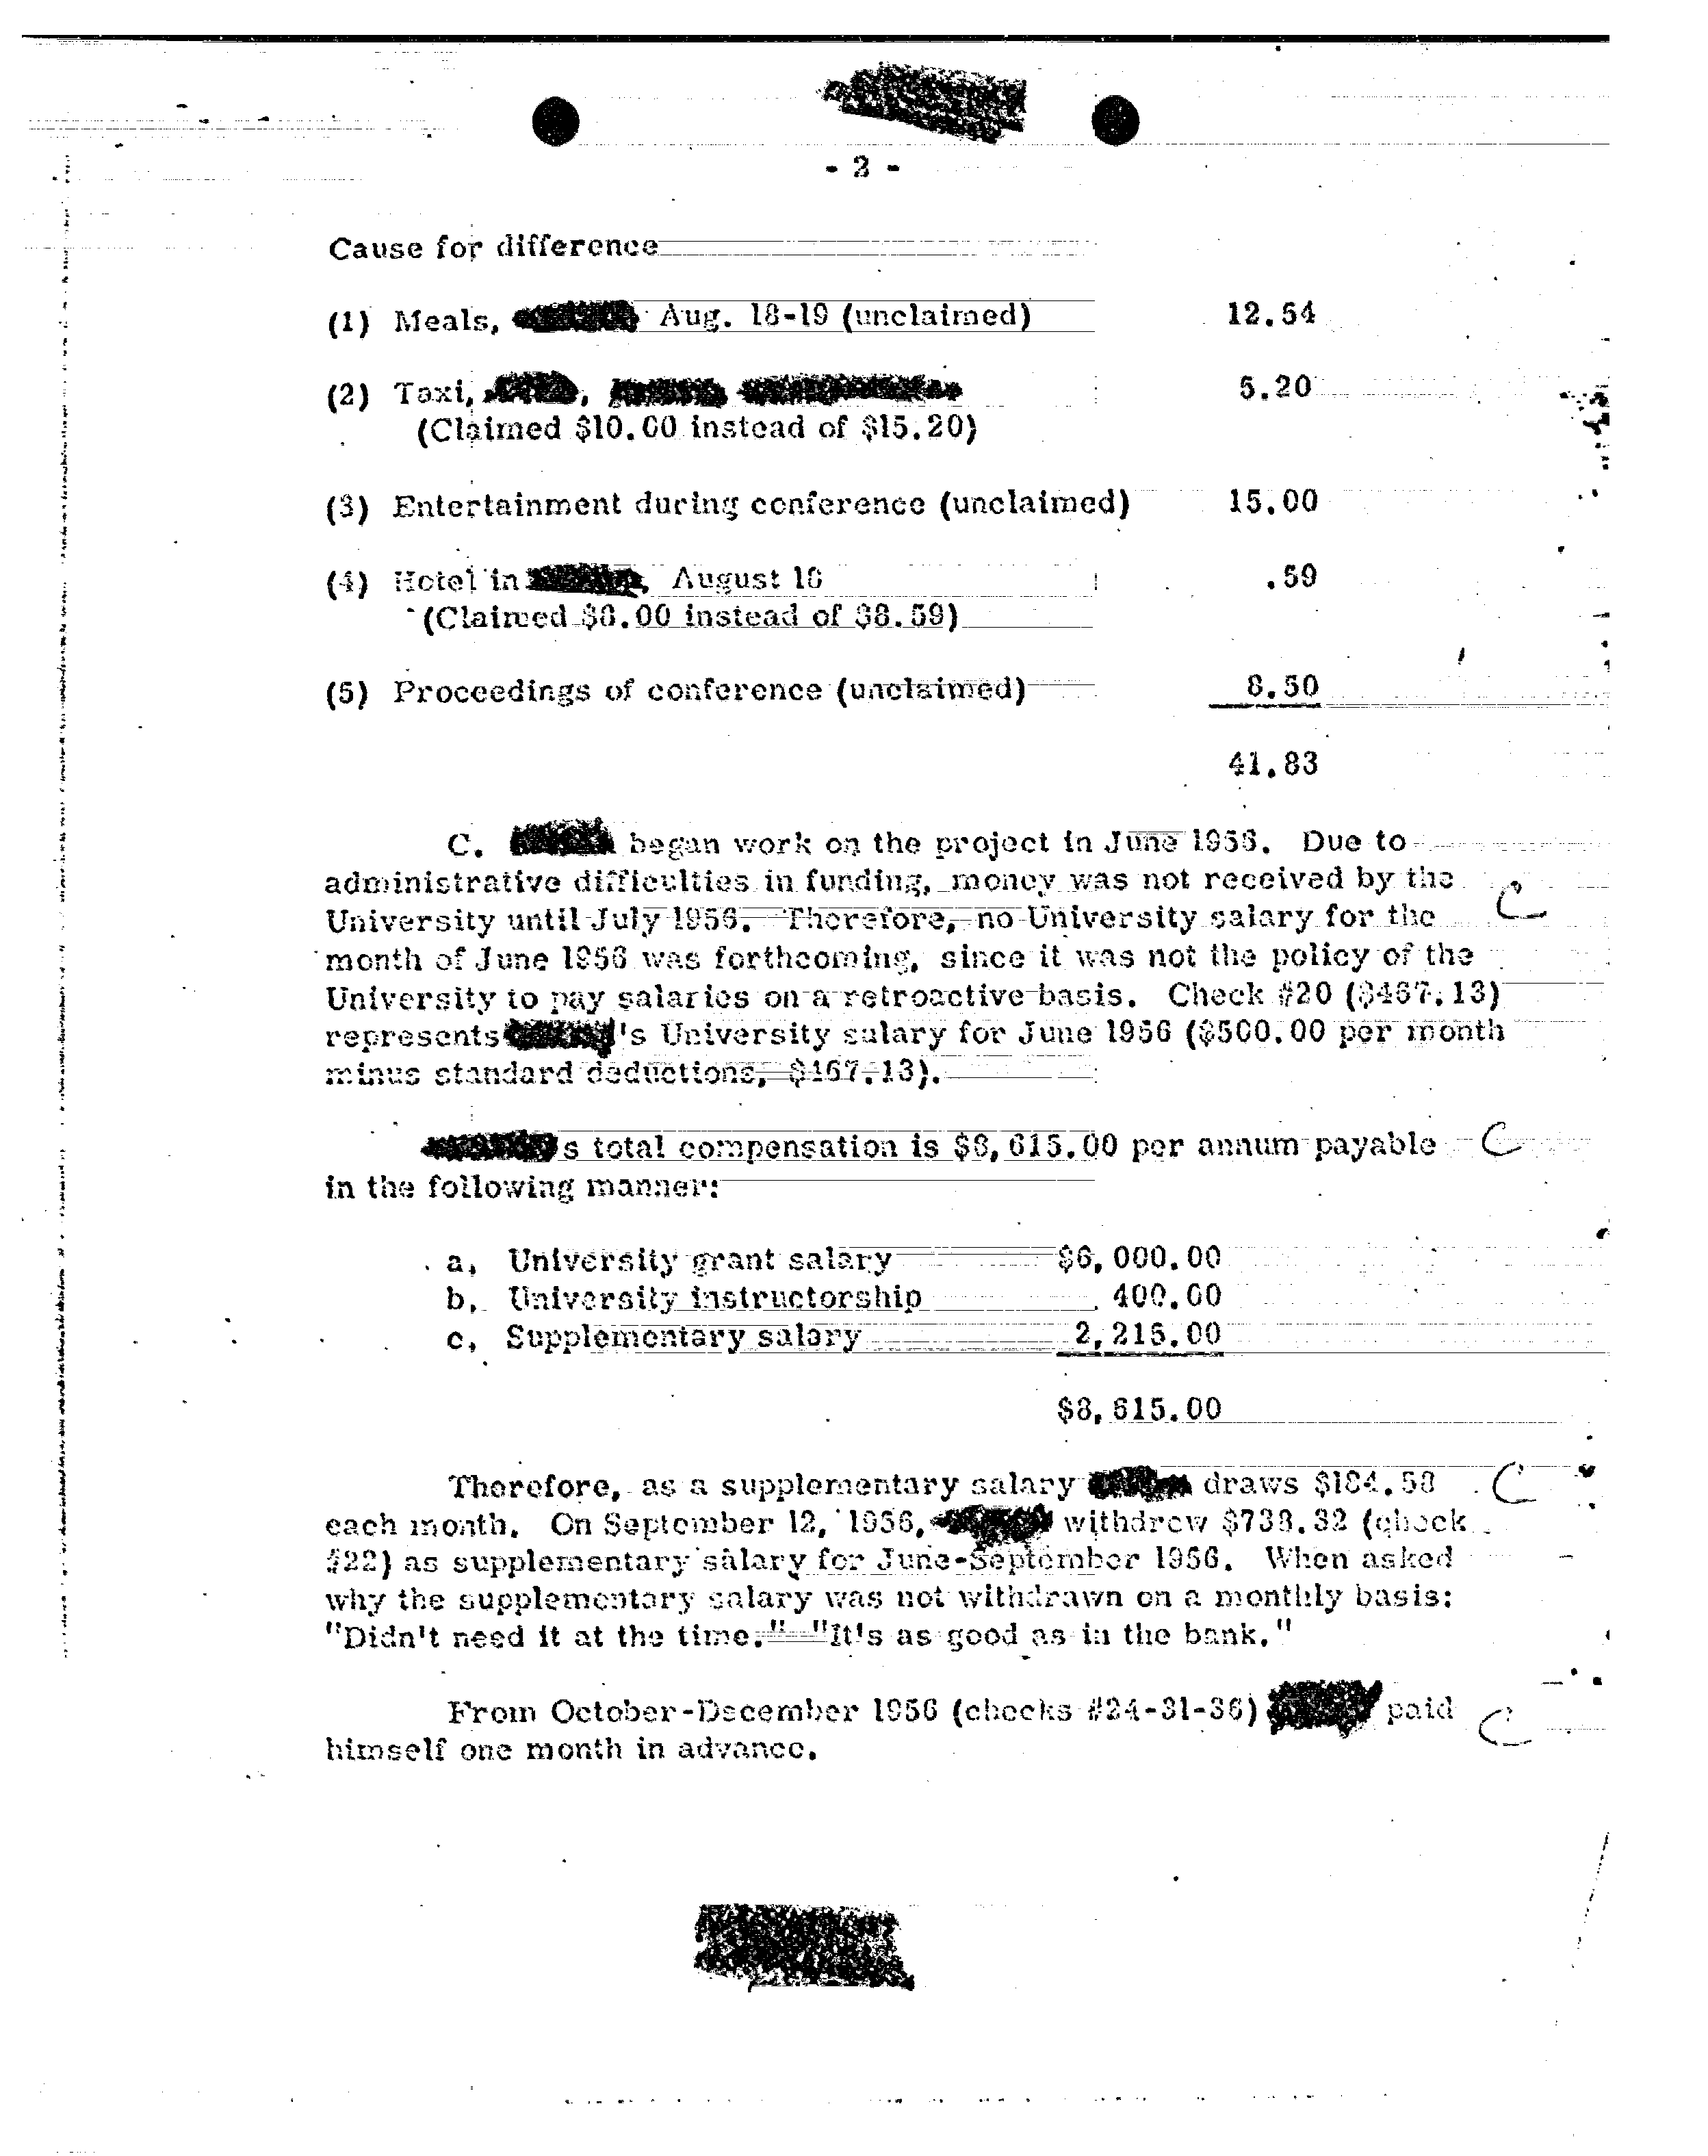 - 2 -
Cause for difference
(1) Meals, Aug. 18-19 (unclaimed) 12.54
(2) Taxi, , 5.20
(Claimed $10.00 instead of $15.20)
(3) Entertainment during conference (unclaimed) 15.00
(4) Hotel in , August 18 .59
(Claimed $8.00 instead of $8.59)
(5) Proceedings of conference (unclaimed) 8.50
41.83
C. began work on the project in June 1956. Due to
administrative difficulties in funding, money was not received by the
University until July 1956. Therefore, no University salary for the
month of June 1956 was forthcoming, since it was not the policy of the
University to pay salaries on a retroactive basis. Check #20 ($467.13)
represents 's University salary for June 1956 ($500.00 per month
minus standard deductions, $467.13).
s total compensation is $8,615.00 per annum payable
in the following manner:
a. University grant salary $6,000.00
b. University instructorship 400.00
c. Supplementary salary 2,215.00
$8,615.00
Therefore, as a supplementary salary draws $184.58
each month. On September 12, 1956, withdrew $738.32 (check
#22) as supplementary salary for June-September 1956. When asked
why the supplementary salary was not withdrawn on a monthly basis:
"Didn't need it at the time." "It's as good as in the bank."
From October-December 1956 (checks #24-31-36) paid
himself one month in advance.